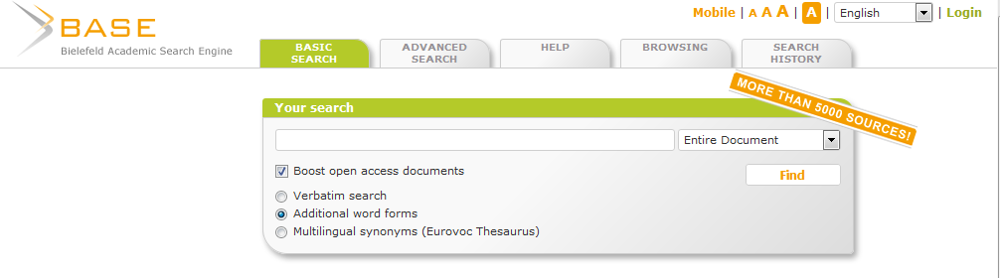 BASE
Bielefeld Academic Search Engine
Mobile | A A A | A | English | Login
BASIC
SEARCH
ADVANCED
SEARCH
HELP
BROWSING
SEARCH
HISTORY
MORE THAN 5000 SOURCES!
Your search
Entire Document
Boost open access documents
Find
Verbatim search
Additional word forms
Multilingual synonyms (Eurovoc Thesaurus)